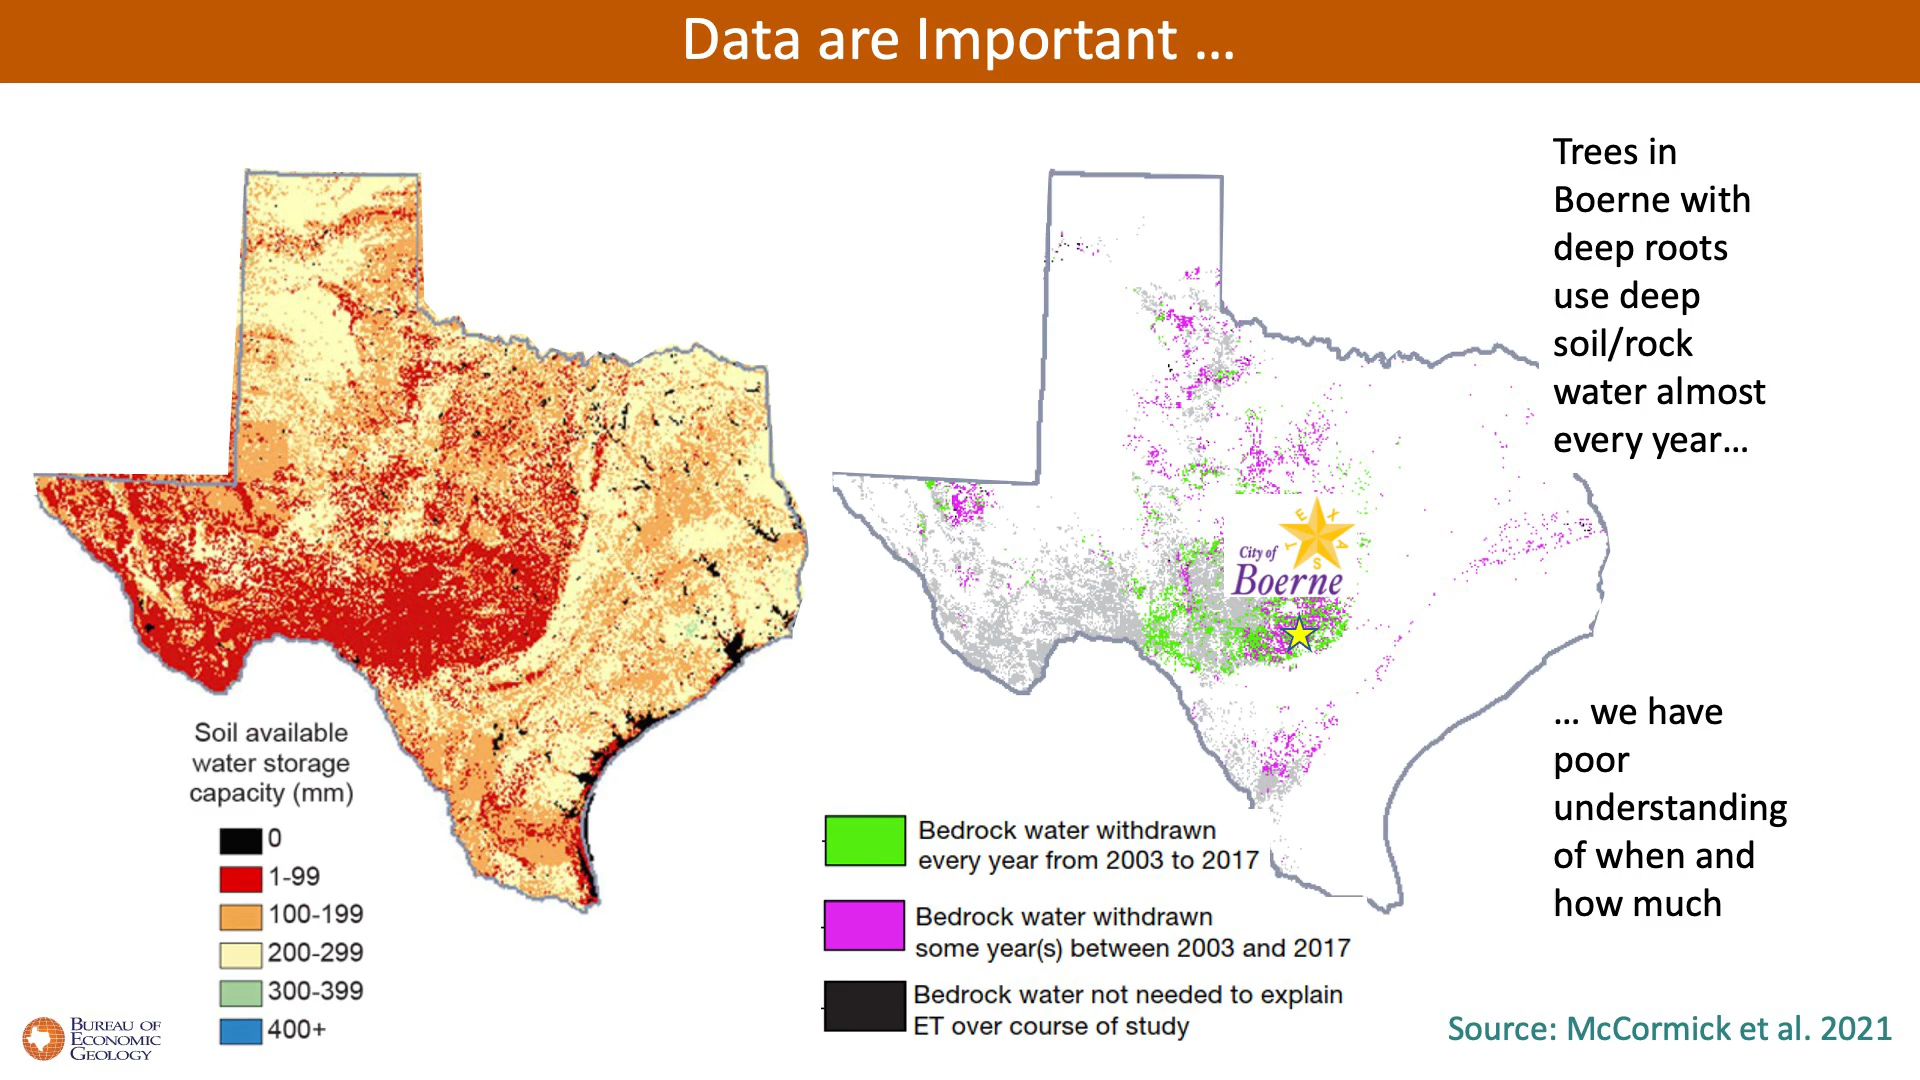 Data are Important ...
Trees in
Boerne with
deep roots
use deep
soil/rock
water almost
every year...
TEXAS
City of
Boerne
... we have
poor
understanding
of when and
how much
Soil available
water storage
capacity (mm)
0
1-99
100-199
200-299
300-399
400+
Bedrock water withdrawn
every year from 2003 to 2017
Bedrock water withdrawn
some year(s) between 2003 and 2017
Bedrock water not needed to explain
ET over course of study
BUREAU OF
ECONOMIC
GEOLOGY
Source: McCormick et al. 2021